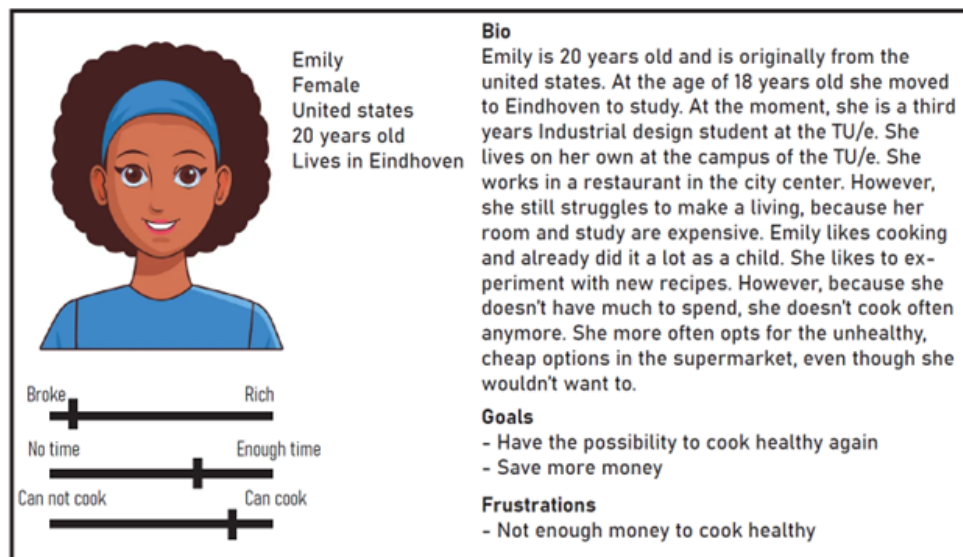 Emily
Female
United states
20 years old
Lives in Eindhoven
Broke
Rich
No time
Enough time
Can not cook
Can cook
Bio
Emily is 20 years old and is originally from the
united states. At the age of 18 years old she moved
to Eindhoven to study. At the moment, she is a third
years Industrial design student at the TU/e. She
lives on her own at the campus of the TU/e. She
works in a restaurant in the city center. However,
she still struggles to make a living, because her
room and study are expensive. Emily likes cooking
and already did it a lot as a child. She likes to ex-
periment with new recipes. However, because she
doesn't have much to spend, she doesn't cook often
anymore. She more often opts for the unhealthy,
cheap options in the supermarket, even though she
wouldn't want to.
Goals
- Have the possibility to cook healthy again
- Save more money
Frustrations
- Not enough money to cook healthy